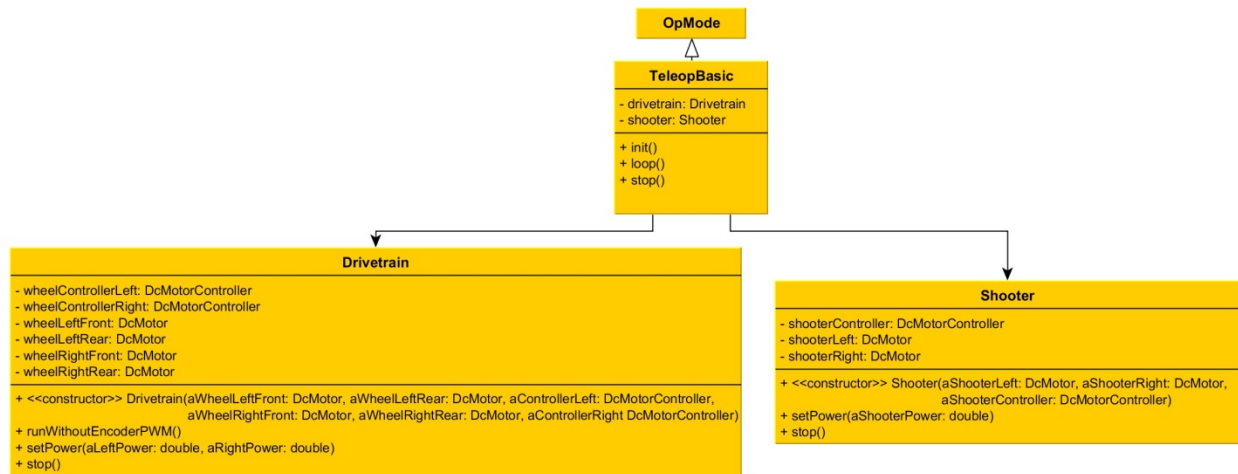 OpMode
TeleopBasic
- drivetrain: Drivetrain
- shooter: Shooter
+ init()
+ loop()
+ stop()
Drivetrain
- wheelControllerLeft: DcMotorController
- wheelControllerRight: DcMotorController
- wheelLeftFront: DcMotor
- wheelLeftRear: DcMotor
- wheelRightFront: DcMotor
- wheelRightRear: DcMotor
+ <<constructor>> Drivetrain(aWheelLeftFront: DcMotor, aWheelLeftRear: DcMotor, aControllerLeft: DcMotorController,
aWheelRightFront: DcMotor, aWheelRightRear: DcMotor, aControllerRight DcMotorController)
+ runWithoutEncoderPWM()
+ setPower(aLeftPower: double, aRightPower: double)
+ stop()
Shooter
- shooterController: DcMotorController
- shooterLeft: DcMotor
- shooterRight: DcMotor
+ <<constructor>> Shooter(aShooterLeft: DcMotor, aShooterRight: DcMotor,
aShooterController: DcMotorController)
+ setPower(aShooterPower: double)
+ stop()